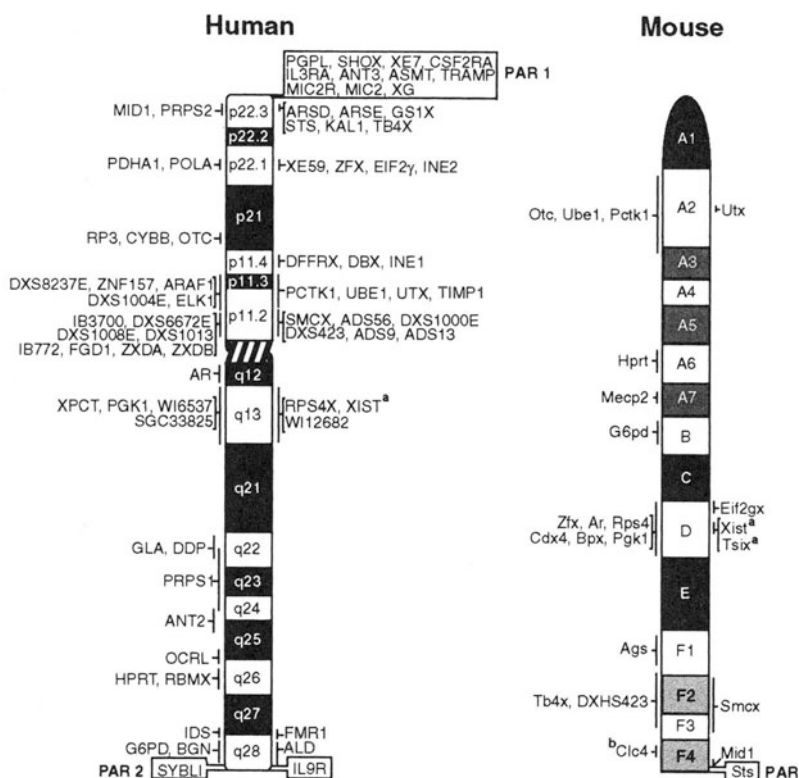 Human
Mouse
PGPL, SHOX, XE7, CSF2RA
IL3RA, ANT3, ASMT, TRAMP
MIC2R, MIC2, XG
PAR 1
MID1, PRPS2
p22.3
ARSD, ARSE, GS1X
STS, KAL1, TB4X
p22.2
PDHA1, POLA
p22.1
XE59, ZFX, EIF2γ, INE2
p21
RP3, CYBB, OTC
p11.4
DFFRX, DBX, INE1
DXS8237E, ZNF157, ARAF1
DXS1004E, ELK1
p11.3
PCTK1, UBE1, UTX, TIMP1
IB3700, DXS6672E
DXS1008E, DXS1013
IB772, FGD1, ZXDA, ZXDB
p11.2
SMCX, ADS56, DXS1000E
DXS423, ADS9, ADS13
AR
q12
XPCT, PGK1, WI6537
SGC33825
q13
RPS4X, XISTa
WI12682
q21
GLA, DDP
q22
PRPS1
q23
q24
ANT2
q25
OCRL
HPRT, RBMX
q26
q27
IDS
FMR1
G6PD, BGN
q28
ALD
PAR 2
SYBLI
IL9R
A1
Otc, Ube1, Pctk1
A2
Utx
A3
A4
A5
Hprt
A6
Mecp2
A7
G6pd
B
C
Eif2gx
Zfx, Ar, Rps4
Cdx4, Bpx, Pgk1
D
Xista
Tsixa
E
Ags
F1
Tb4x, DXHS423
F2
Smcx
F3
bClc4
F4
Mid1
Sts
PAR